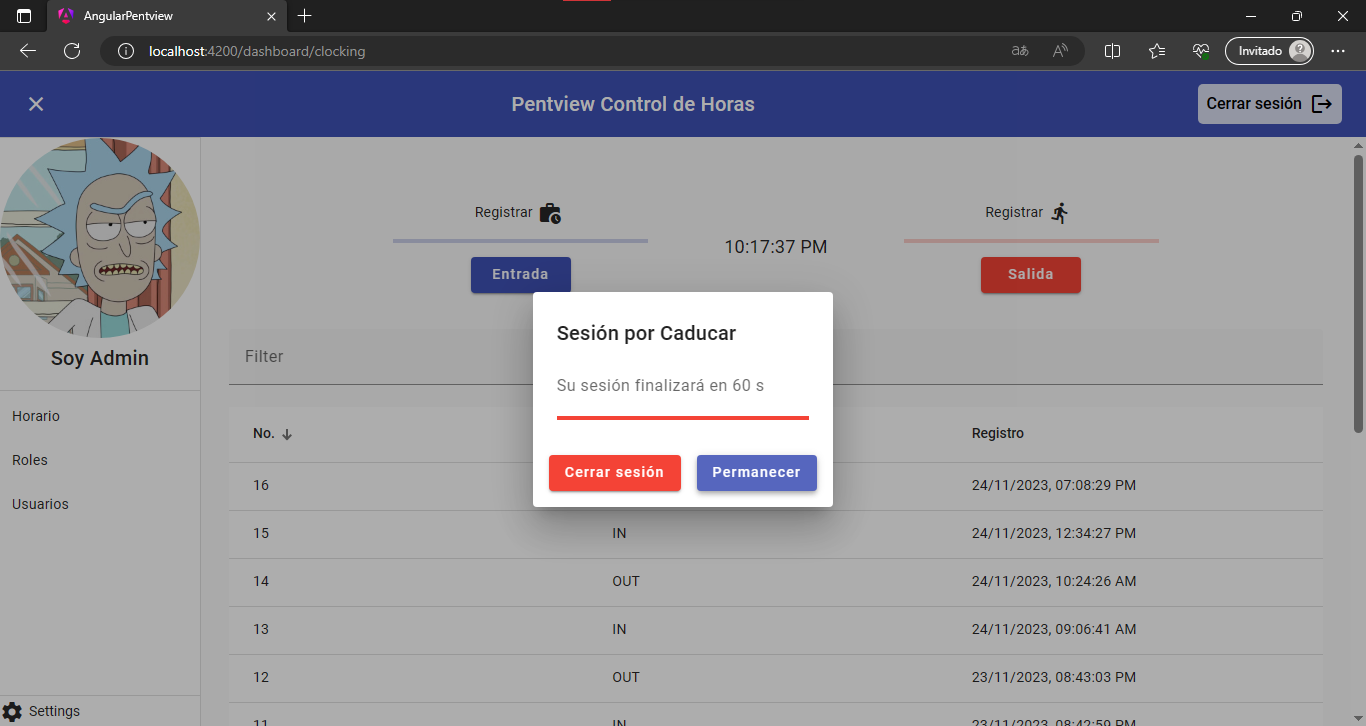 AngularPentview
localhost:4200/dashboard/clocking
Invitado
Pentview Control de Horas
Cerrar sesión
Registrar
Registrar
10:17:37 PM
Entrada
Salida
Soy Admin
Filter
Sesión por Caducar
Su sesión finalizará en 60 s
Cerrar sesión
Permanecer
Horario
Roles
Usuarios
Settings
No. Registro
16 24/11/2023, 07:08:29 PM
15 IN 24/11/2023, 12:34:27 PM
14 OUT 24/11/2023, 10:24:26 AM
13 IN 24/11/2023, 09:06:41 AM
12 OUT 23/11/2023, 08:43:03 PM
11 IN 23/11/2023, 08:42:59 PM